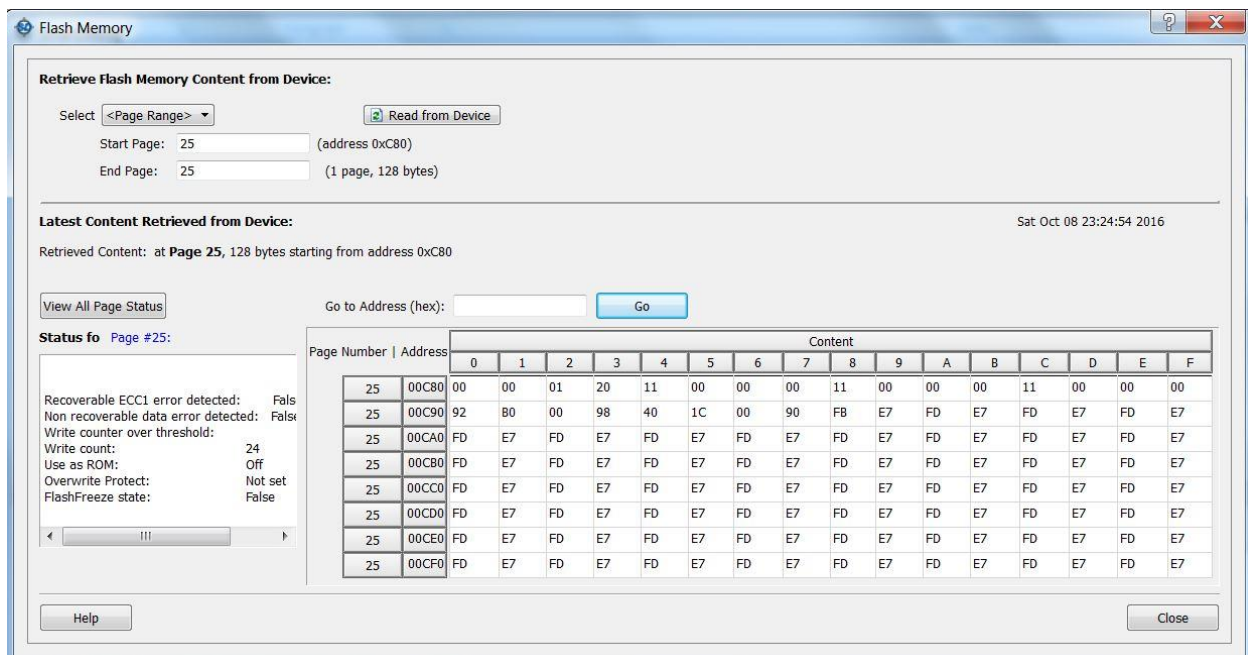 Flash Memory
Retrieve Flash Memory Content from Device:
Select <Page Range> Read from Device
Start Page: 25 (address 0xC80)
End Page: 25 (1 page, 128 bytes)
Latest Content Retrieved from Device: Sat Oct 08 23:24:54 2016
Retrieved Content: at Page 25, 128 bytes starting from address 0xC80
View All Page Status Go to Address (hex): Go
Status fo Page #25:
Recoverable ECC1 error detected: Fals
Non recoverable data error detected: False
Write counter over threshold:
Write count: 24
Use as ROM: Off
Overwrite Protect: Not set
FlashFreeze state: False
Page Number | Address Content
0 1 2 3 4 5 6 7 8 9 A B C D E F
25 00C80 00 00 01 20 11 00 00 00 11 00 00 00 11 00 00 00
25 00C90 92 B0 00 98 40 1C 00 90 FB E7 FD E7 FD E7 FD E7
25 00CA0 FD E7 FD E7 FD E7 FD E7 FD E7 FD E7 FD E7 FD E7
25 00CB0 FD E7 FD E7 FD E7 FD E7 FD E7 FD E7 FD E7 FD E7
25 00CC0 FD E7 FD E7 FD E7 FD E7 FD E7 FD E7 FD E7 FD E7
25 00CD0 FD E7 FD E7 FD E7 FD E7 FD E7 FD E7 FD E7 FD E7
25 00CE0 FD E7 FD E7 FD E7 FD E7 FD E7 FD E7 FD E7 FD E7
25 00CF0 FD E7 FD E7 FD E7 FD E7 FD E7 FD E7 FD E7 FD E7
Help Close